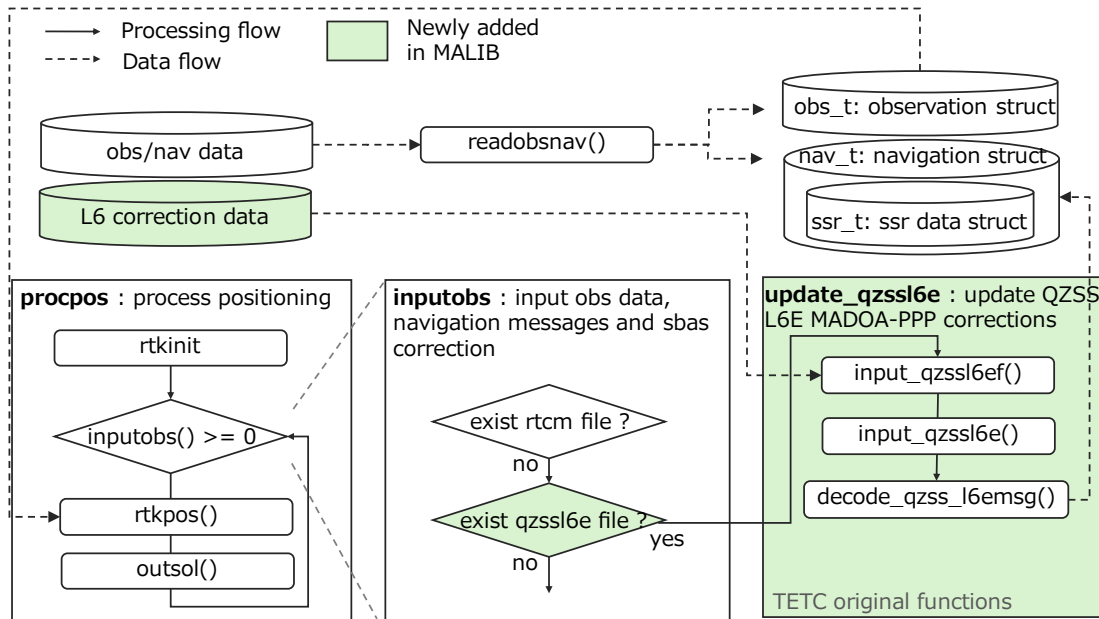 Processing flow
Data flow
Newly added
in MALIB
obs_t: observation struct
obs/nav data
readobsnav()
nav_t: navigation struct
L6 correction data
ssr_t: ssr data struct
procpos : process positioning
rtkinit
inputobs() >= 0
rtkpos()
outsol()
inputobs : input obs data,
navigation messages and sbas
correction
exist rtcm file ?
no
exist qzssl6e file ?
yes
no
update_qzssl6e : update QZSS
L6E MADOA-PPP corrections
input_qzssl6ef()
input_qzssl6e()
decode_qzss_l6emsg()
TETC original functions